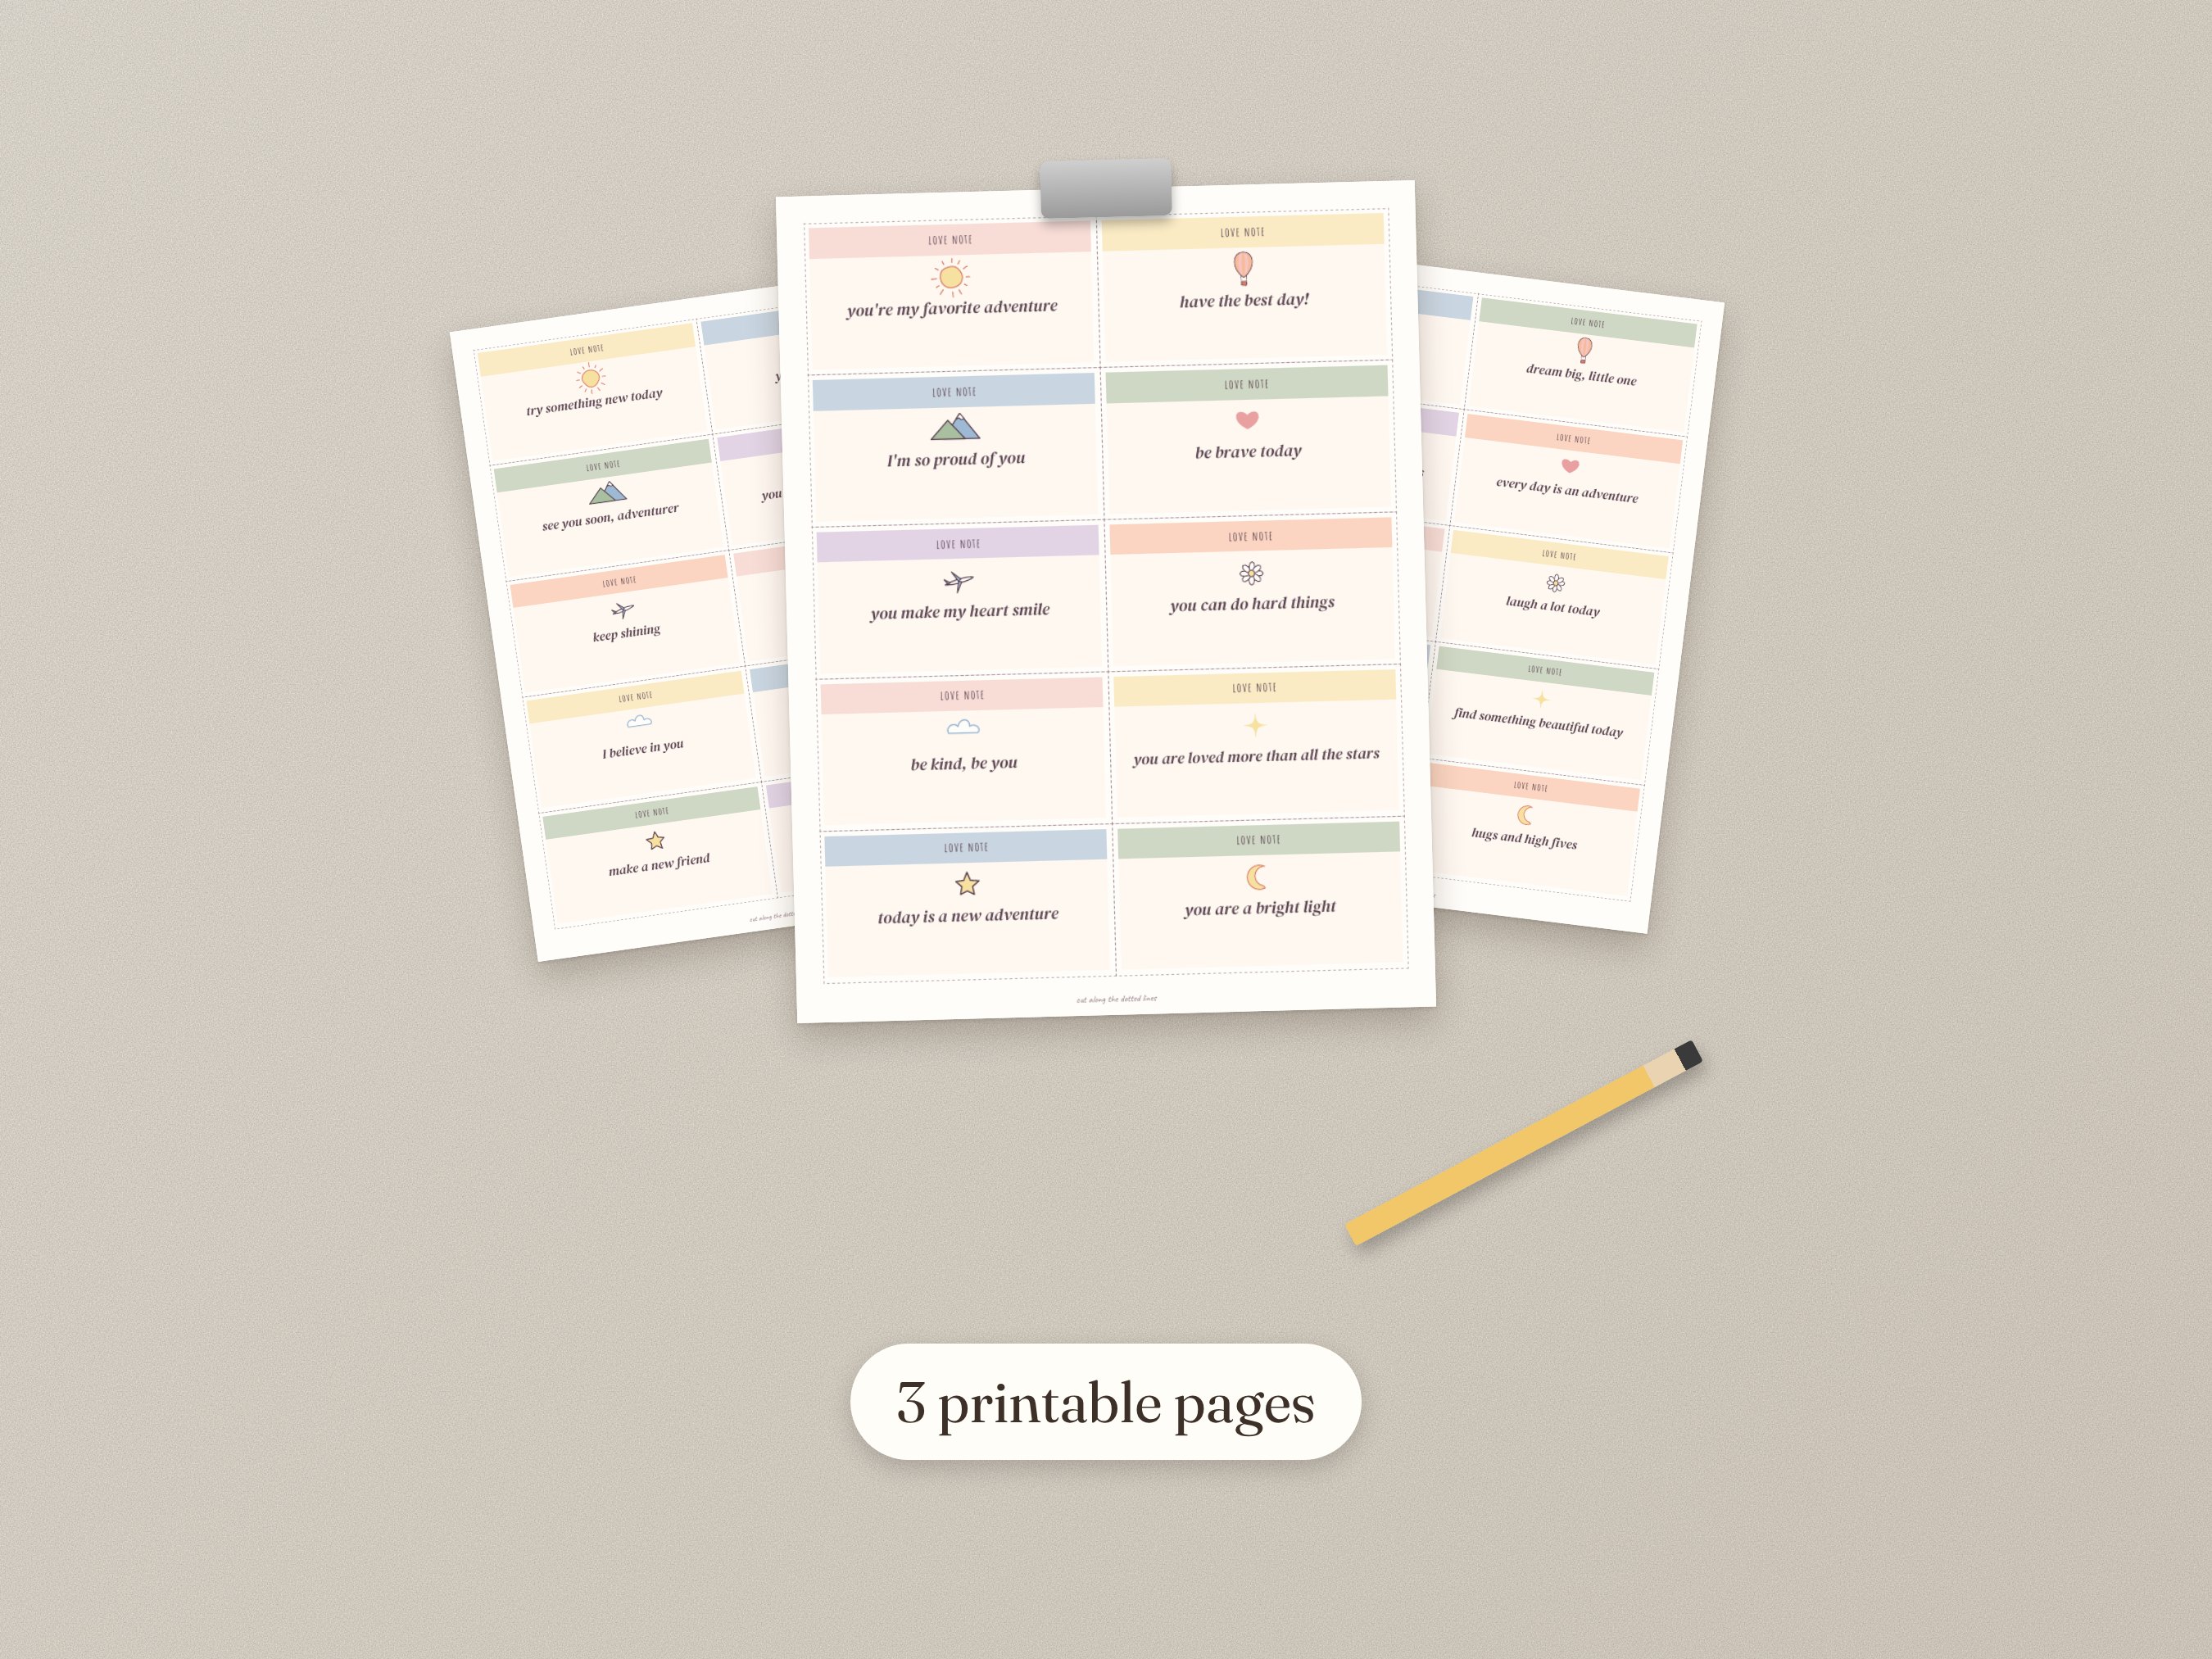 LOVE NOTE
you're my favorite adventure
LOVE NOTE
have the best day!
LOVE NOTE
I'm so proud of you
LOVE NOTE
be brave today
LOVE NOTE
you make my heart smile
LOVE NOTE
you can do hard things
LOVE NOTE
be kind, be you
LOVE NOTE
you are loved more than all the stars
LOVE NOTE
today is a new adventure
LOVE NOTE
you are a bright light
cut along the dotted lines
LOVE NOTE
try something new today
LOVE NOTE
see you soon, adventurer
you
LOVE NOTE
keep shining
LOVE NOTE
I believe in you
LOVE NOTE
make a new friend
cut along the
LOVE NOTE
dream big, little one
LOVE NOTE
every day is an adventure
LOVE NOTE
laugh a lot today
LOVE NOTE
find something beautiful today
LOVE NOTE
hugs and high fives
3 printable pages